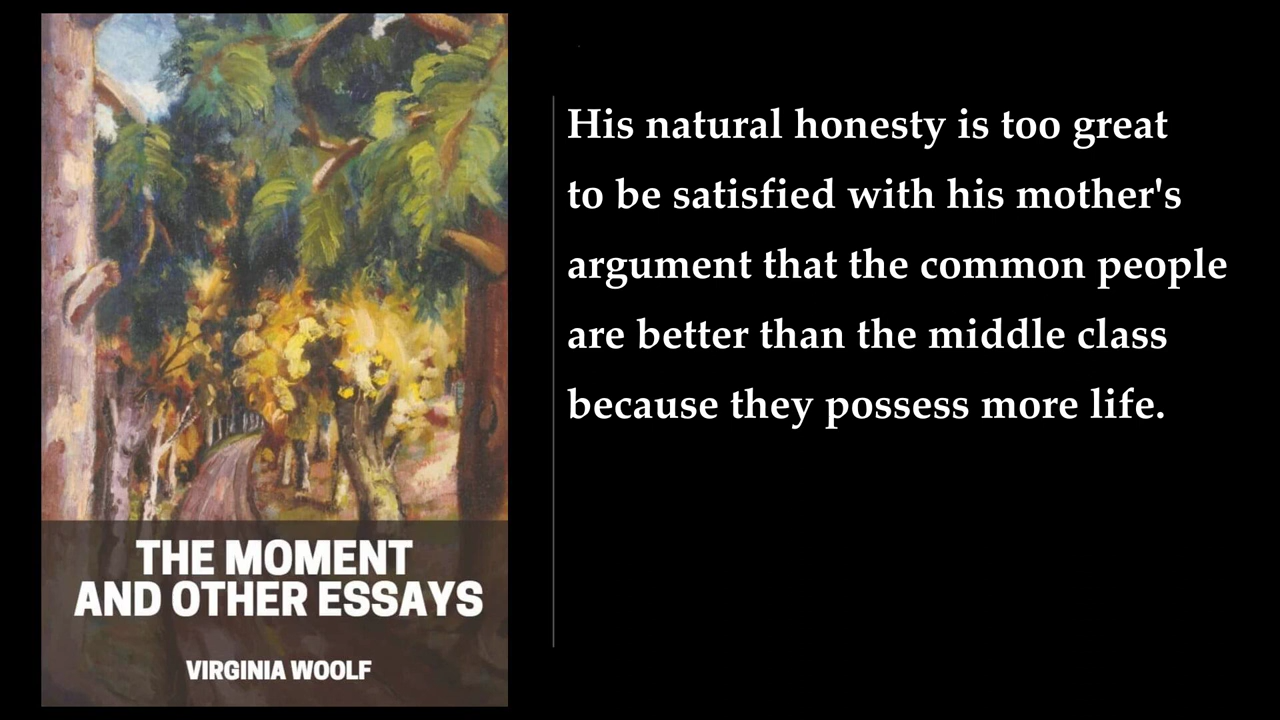 THE MOMENT
AND OTHER ESSAYS
VIRGINIA WOOLF
His natural honesty is too great
to be satisfied with his mother's
argument that the common people
are better than the middle class
because they possess more life.